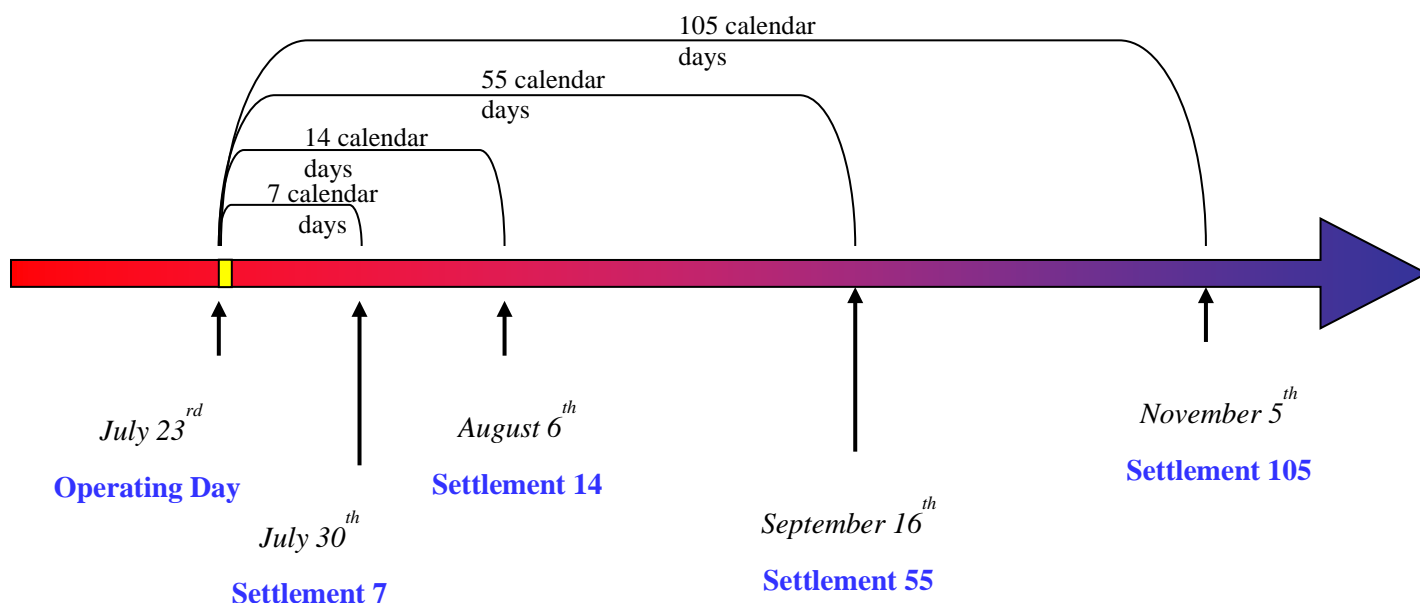 105 calendar
days
55 calendar
days
14 calendar
days
7 calendar
days
July 23rd
Operating Day
July 30th
Settlement 7
August 6th
Settlement 14
September 16th
Settlement 55
November 5th
Settlement 105